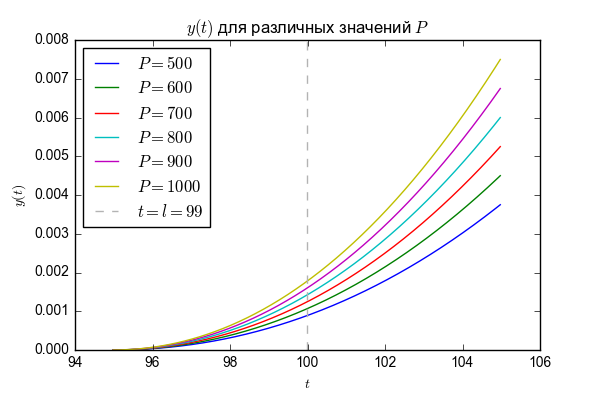 y(t) для различных значений P
0.008
0.007
0.006
0.005
0.004
0.003
0.002
0.001
0.000
y(t)
P = 500
P = 600
P = 700
P = 800
P = 900
P = 1000
t = l = 99
94 96 98 100 102 104 106
t